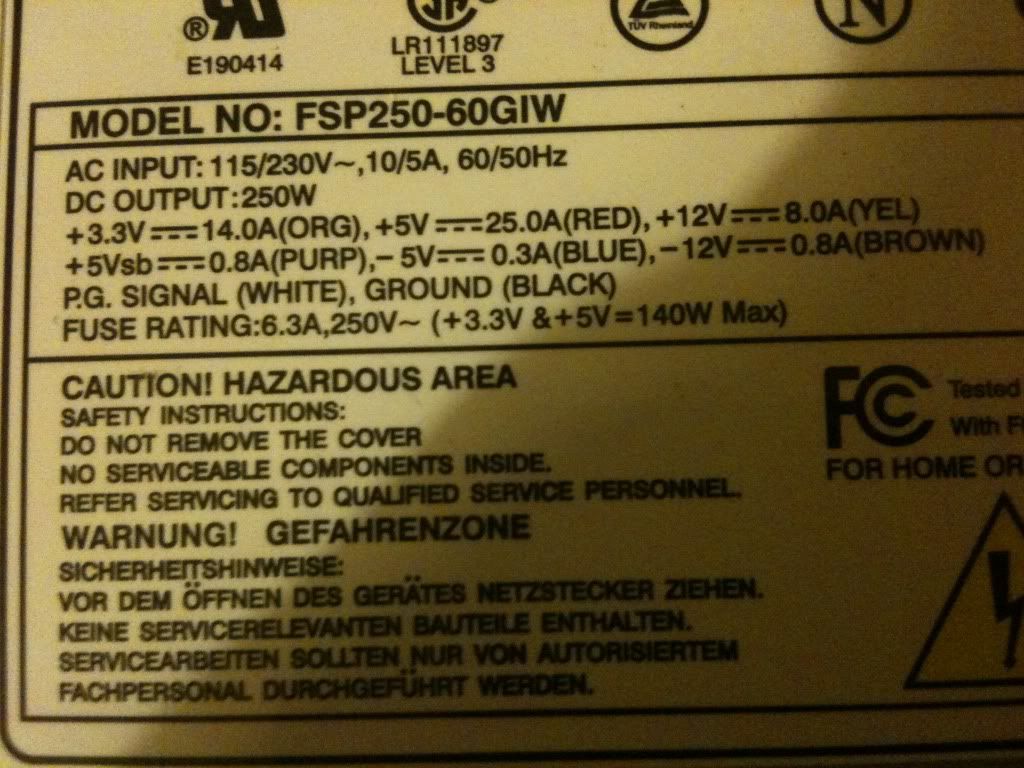 ® UR
E190414
LR111897
LEVEL 3
TÜV Rheinland
N
MODEL NO: FSP250-60GIW
AC INPUT: 115/230V~,10/5A, 60/50Hz
DC OUTPUT:250W
+3.3V⎓14.0A(ORG), +5V⎓25.0A(RED), +12V⎓8.0A(YEL)
+5Vsb⎓0.8A(PURP),-5V⎓0.3A(BLUE),-12V⎓0.8A(BROWN)
P.G. SIGNAL (WHITE), GROUND (BLACK)
FUSE RATING:6.3A,250V~ (+3.3V &+5V=140W Max)
CAUTION! HAZARDOUS AREA
SAFETY INSTRUCTIONS:
DO NOT REMOVE THE COVER
NO SERVICEABLE COMPONENTS INSIDE.
REFER SERVICING TO QUALIFIED SERVICE PERSONNEL.
WARNUNG! GEFAHRENZONE
SICHERHEITSHINWEISE:
VOR DEM ÖFFNEN DES GERÄTES NETZSTECKER ZIEHEN.
KEINE SERVICERELEVANTEN BAUTEILE ENTHALTEN.
SERVICEARBEITEN SOLLTEN NUR VON AUTORISIERTEM
FACHPERSONAL DURCHGEFÜHRT WERDEN.
FC Tested
With
FOR HOME OR